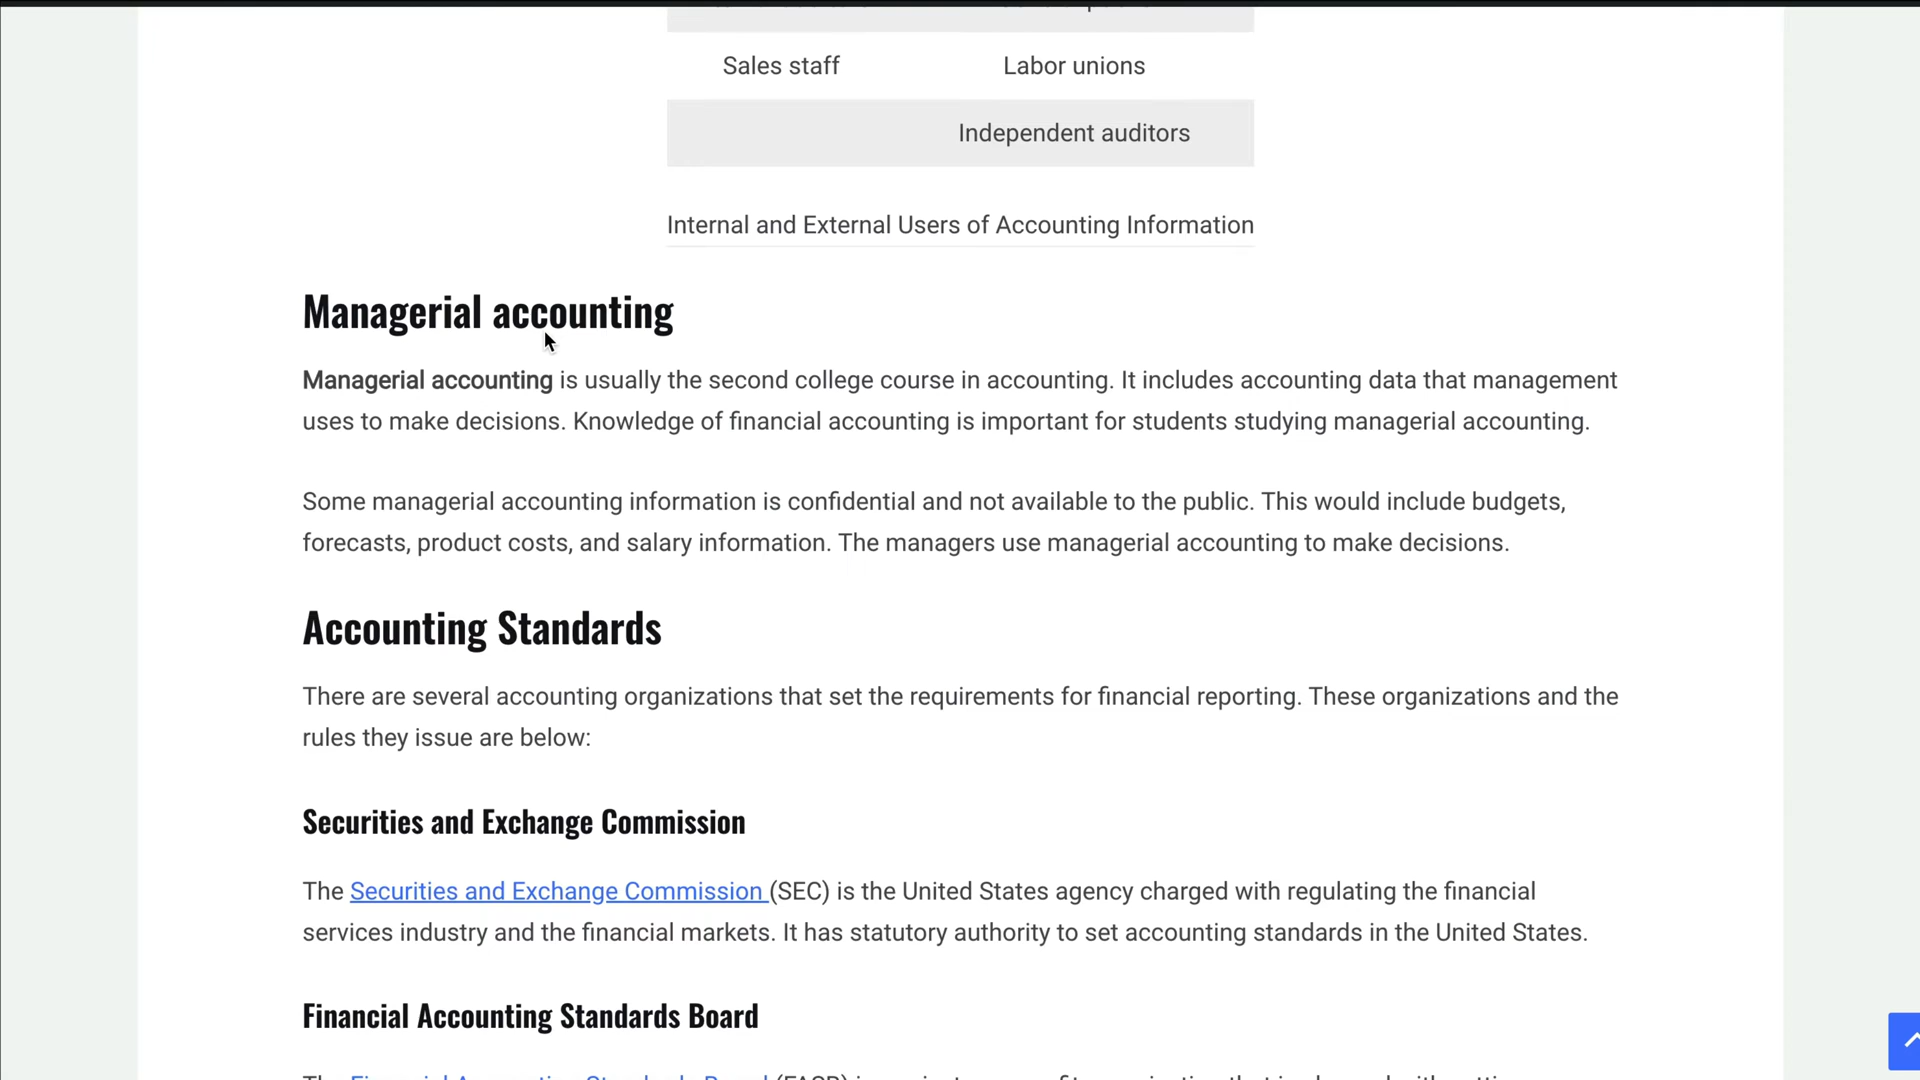 Sales staff Labor unions
Independent auditors
Internal and External Users of Accounting Information
Managerial accounting
Managerial accounting is usually the second college course in accounting. It includes accounting data that management
uses to make decisions. Knowledge of financial accounting is important for students studying managerial accounting.
Some managerial accounting information is confidential and not available to the public. This would include budgets,
forecasts, product costs, and salary information. The managers use managerial accounting to make decisions.
Accounting Standards
There are several accounting organizations that set the requirements for financial reporting. These organizations and the
rules they issue are below:
Securities and Exchange Commission
The Securities and Exchange Commission (SEC) is the United States agency charged with regulating the financial
services industry and the financial markets. It has statutory authority to set accounting standards in the United States.
Financial Accounting Standards Board